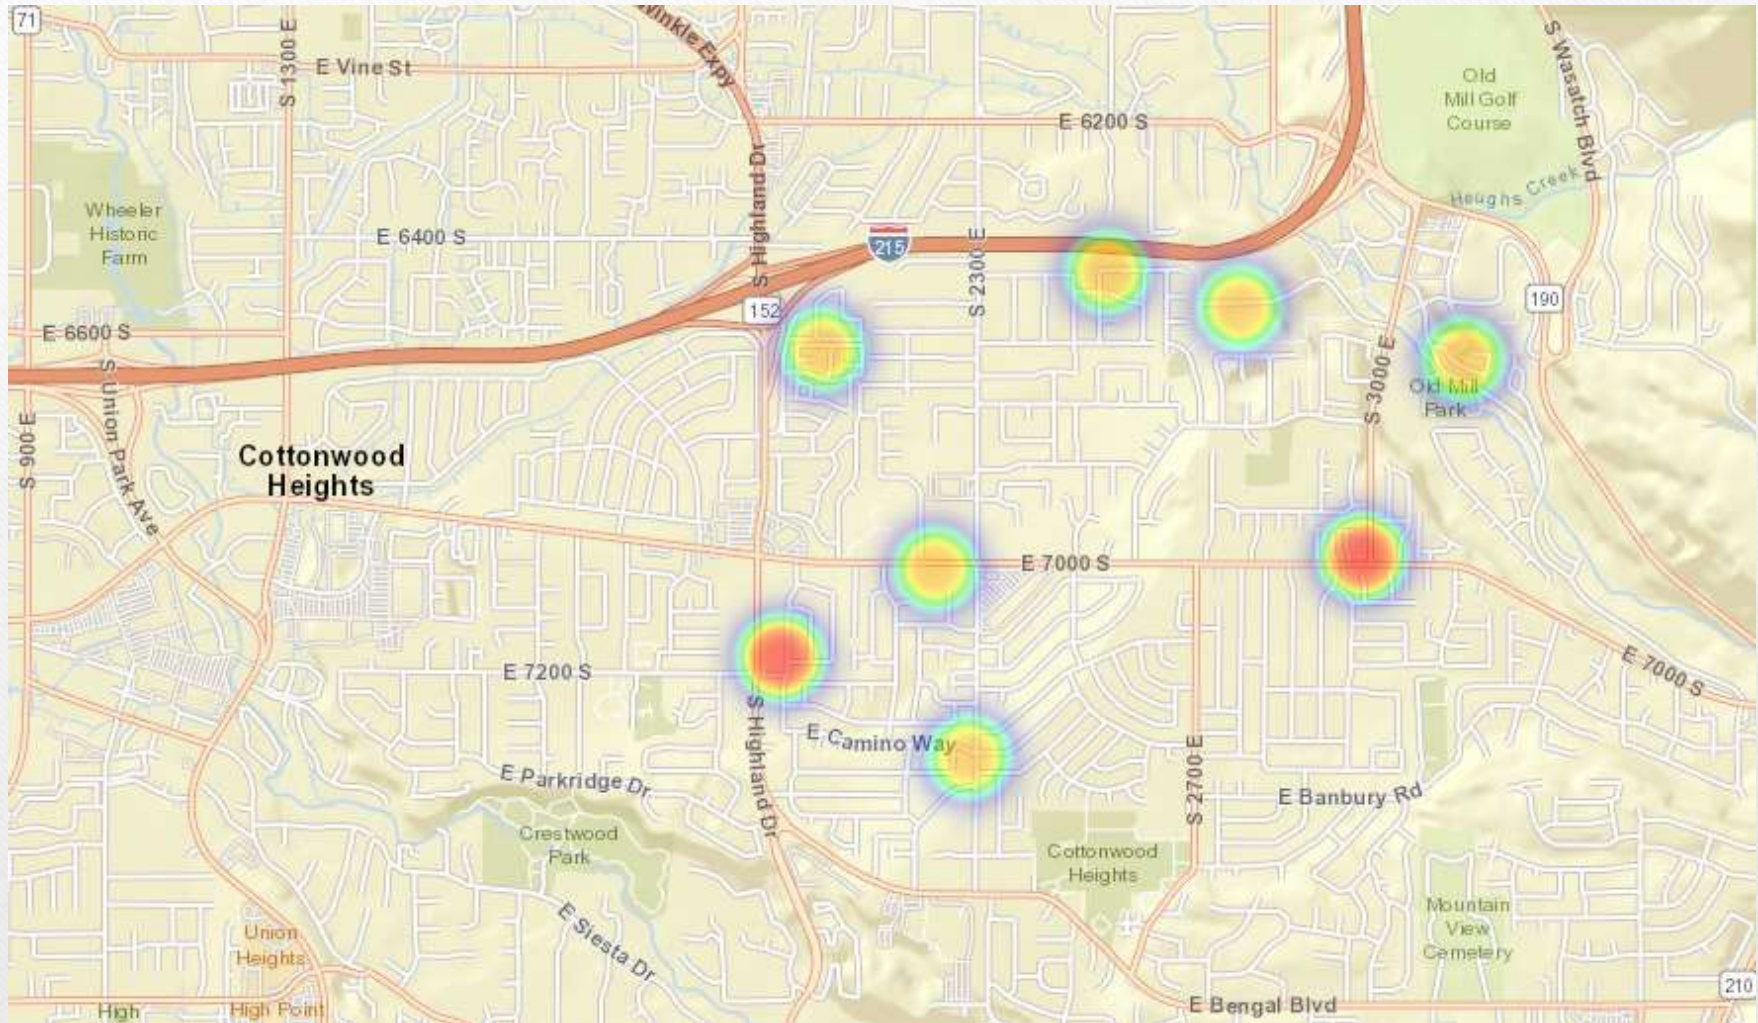 71
S 1300 E
E Vine St
winkle Expy
E 6200 S
Old
Mill Golf
Course
S Wasatch Blvd
Heughs Creek
Wheeler
Historic
Farm
E 6400 S
S Highland Dr
215
S 2300 E
152
190
E 6600 S
S Union Park Ave
S 900 E
S 3000 E
Old Mill
Park
Cottonwood
Heights
E 7000 S
E 7200 S
E 7000 S
S Highland Dr
E Camino Way
S 2700 E
E Parkridge Dr
E Banbury Rd
Crestwood
Park
Cottonwood
Heights
E Siesta Dr
Mountain
View
Cemetery
Union
Heights
210
High
High Point
E Bengal Blvd